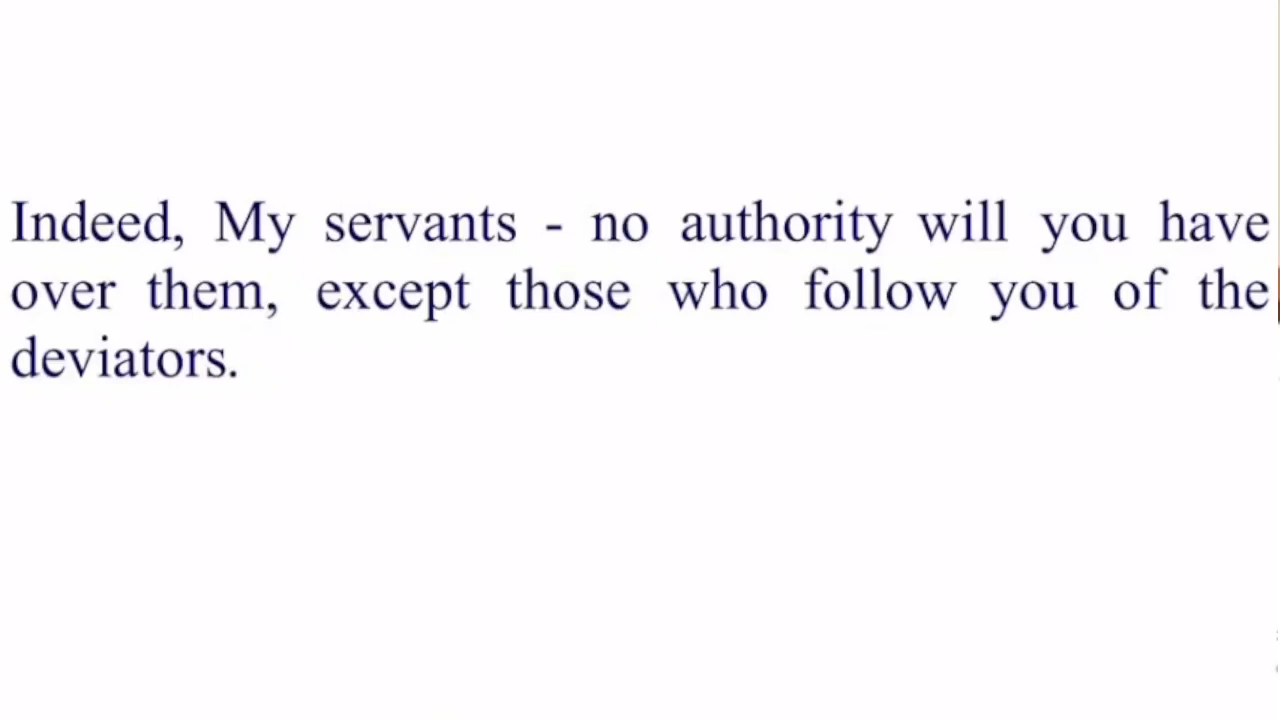 Indeed, My servants - no authority will you have
over them, except those who follow you of the
deviators.